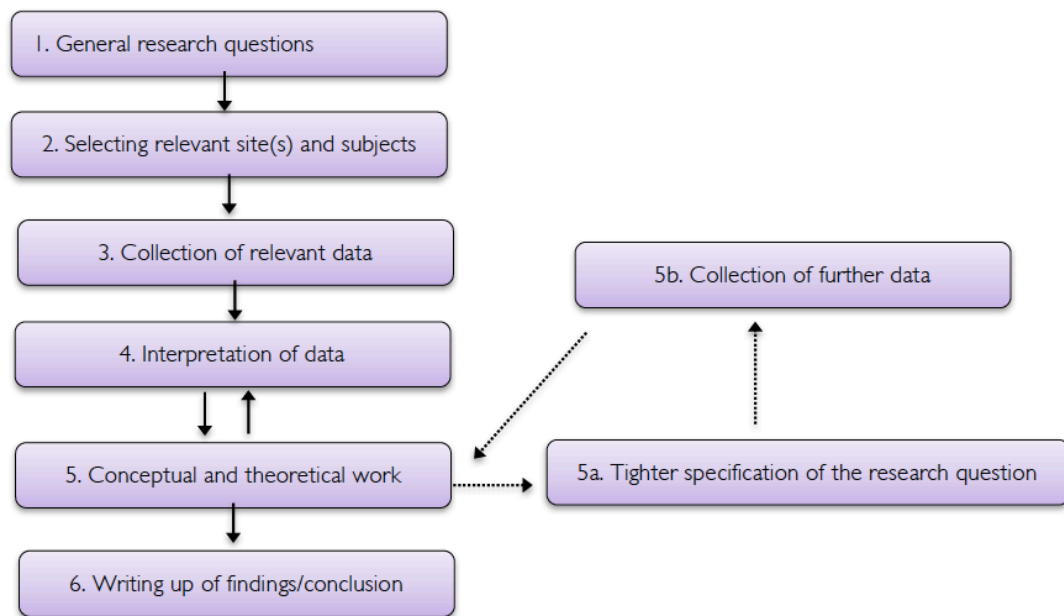 1. General research questions
2. Selecting relevant site(s) and subjects
3. Collection of relevant data
5b. Collection of further data
4. Interpretation of data
5. Conceptual and theoretical work
5a. Tighter specification of the research question
6. Writing up of findings/conclusion